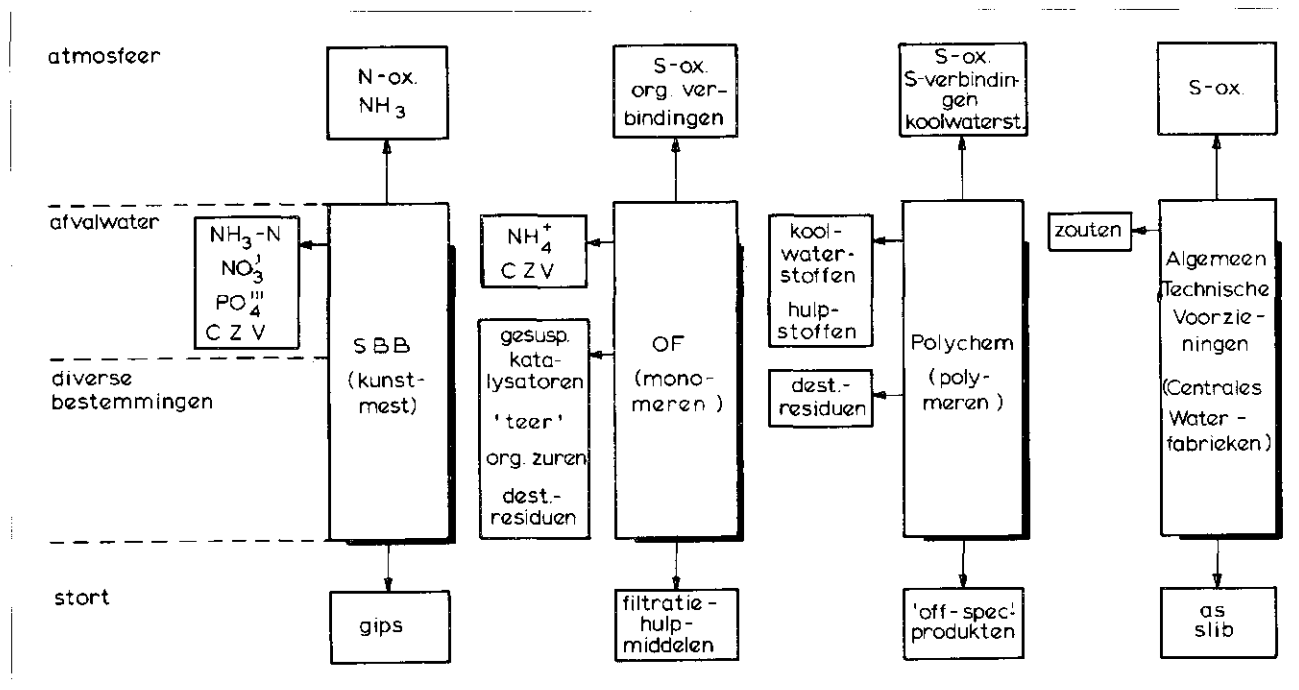 atmosfeer
N-ox.
NH3
S-ox.
org. ver-
bindingen
S-ox.
S-verbindin-
gen
koolwaterst.
S-ox.
afvalwater
NH3-N
NO3'
PO4'''
C Z V
SBB
(kunst-
mest)
NH4+
C Z V
gesusp.
kata-
lysatoren
'teer'
org. zuren
dest.-
residuen
OF
(mono-
meren )
kool-
water-
stoffen
hulp-
stoffen
dest.-
residuen
Polychem
(poly-
meren )
zouten
Algemeen
Technische
Voorzie-
ningen
(Centrales
Water-
fabrieken)
diverse
bestemmingen
stort
gips
filtratie-
hulp-
middelen
'off-spec'
produkten
as
slib